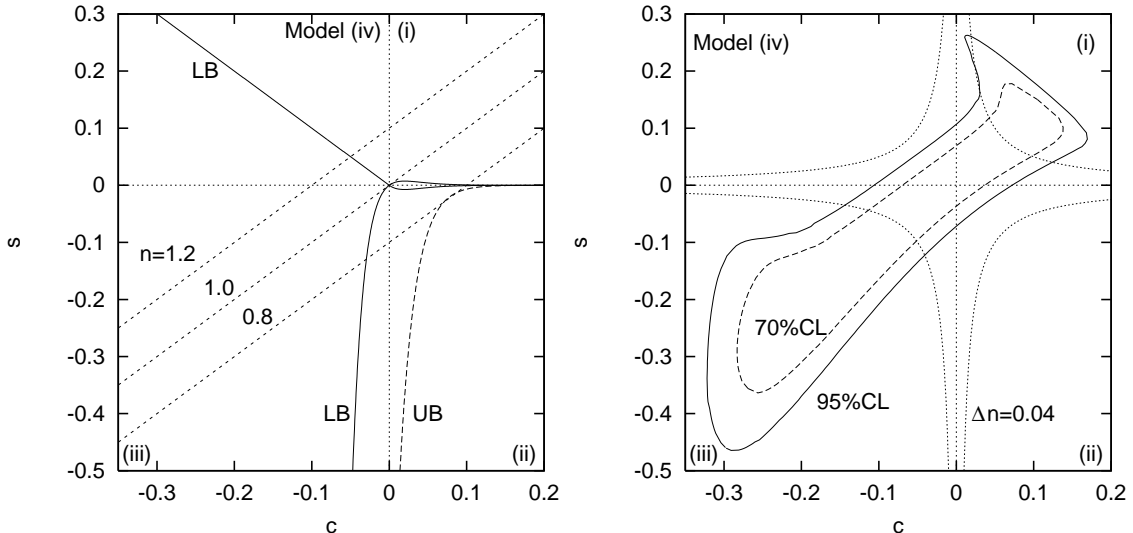 0.3
0.2
0.1
0
-0.1
-0.2
-0.3
-0.4
-0.5
s
Model (iv)
(i)
LB
n=1.2
1.0
0.8
LB
UB
(iii)
(ii)
-0.3
-0.2
-0.1
0
0.1
0.2
c
0.3
0.2
0.1
0
-0.1
-0.2
-0.3
-0.4
-0.5
s
Model (iv)
(i)
70%CL
95%CL
Δn=0.04
(iii)
(ii)
-0.3
-0.2
-0.1
0
0.1
0.2
c